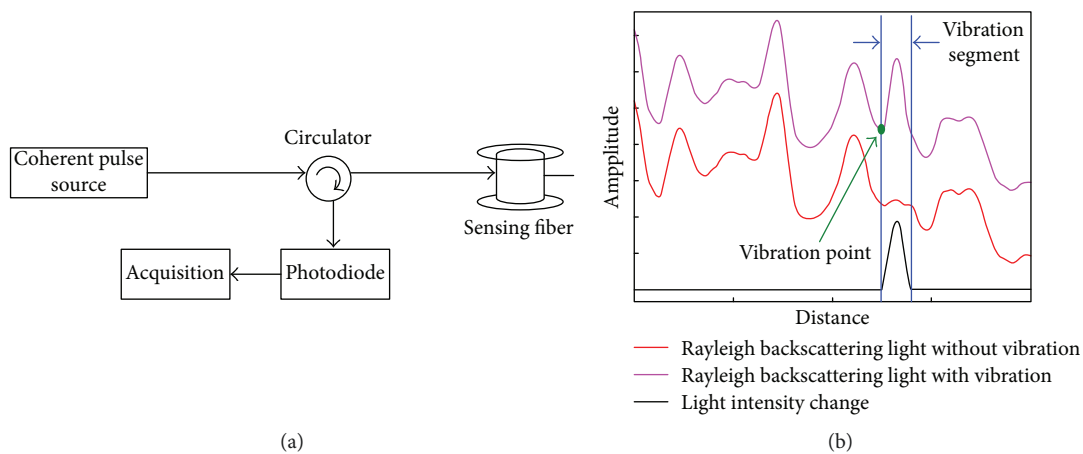 Coherent pulse
source
Circulator
Sensing fiber
Acquisition
Photodiode
(a)
Vibration
segment
Ampplitude
Vibration point
Distance
Rayleigh backscattering light without vibration
Rayleigh backscattering light with vibration
Light intensity change
(b)